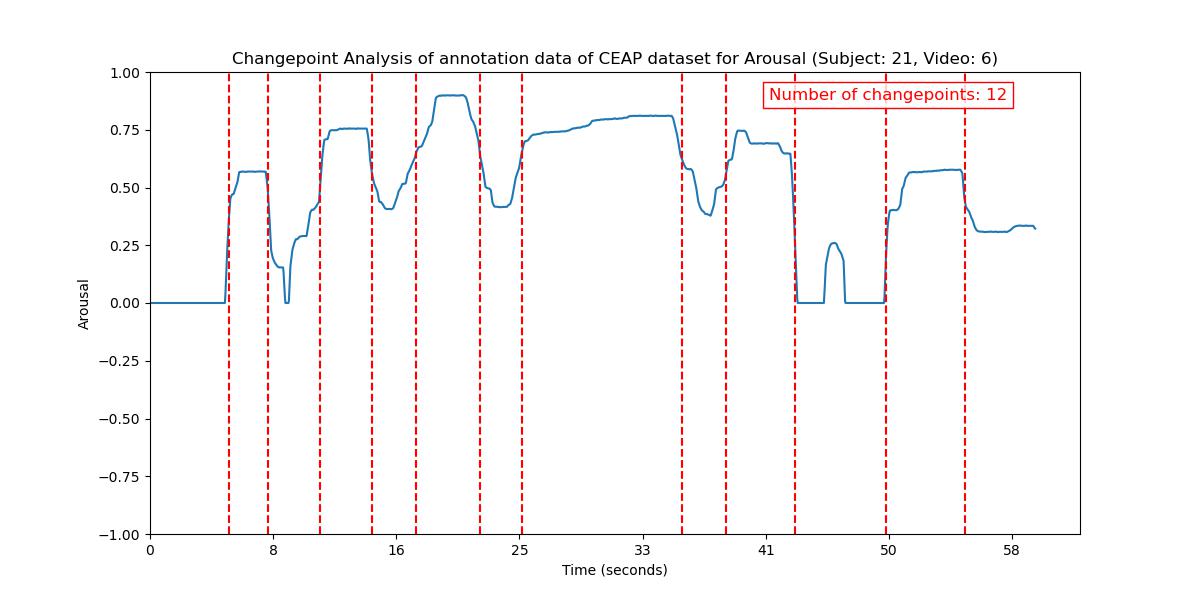 Changepoint Analysis of annotation data of CEAP dataset for Arousal (Subject: 21, Video: 6)
Number of changepoints: 12
1.00
0.75
0.50
0.25
0.00
−0.25
−0.50
−0.75
−1.00
Arousal
0 8 16 25 33 41 50 58
Time (seconds)